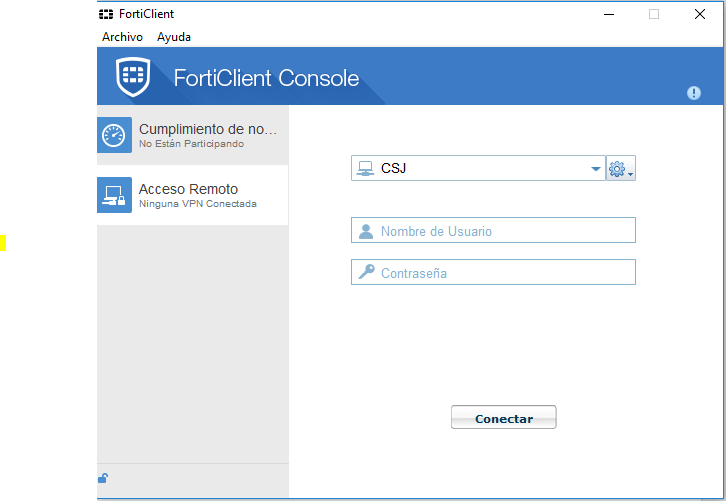 FortiClient
Archivo Ayuda
FortiClient Console
Cumplimiento de no...
No Están Participando
Acceso Remoto
Ninguna VPN Conectada
CSJ
Nombre de Usuario
Contraseña
Conectar